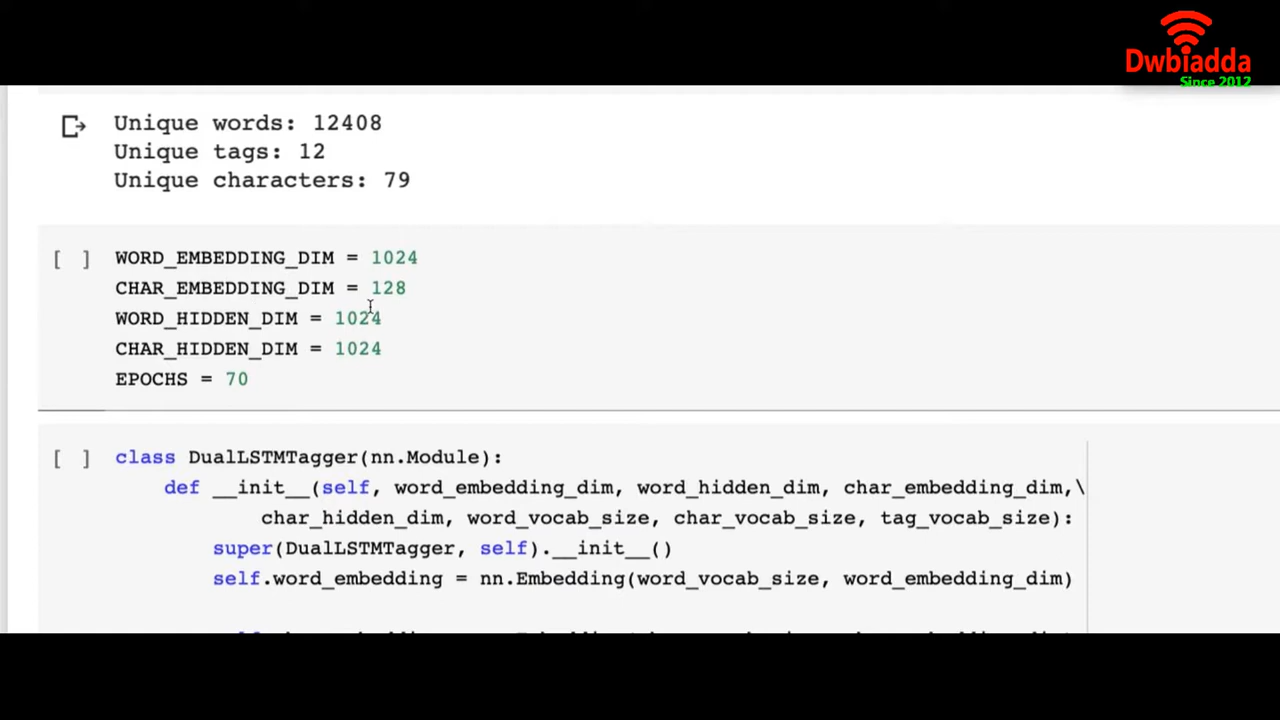 Dwbiadda
Since 2012
Unique words: 12408
Unique tags: 12
Unique characters: 79
[ ] WORD_EMBEDDING_DIM = 1024
CHAR_EMBEDDING_DIM = 128
WORD_HIDDEN_DIM = 1024
CHAR_HIDDEN_DIM = 1024
EPOCHS = 70
[ ] class DualLSTMTagger(nn.Module):
def __init__(self, word_embedding_dim, word_hidden_dim, char_embedding_dim,\
char_hidden_dim, word_vocab_size, char_vocab_size, tag_vocab_size):
super(DualLSTMTagger, self).__init__()
self.word_embedding = nn.Embedding(word_vocab_size, word_embedding_dim)